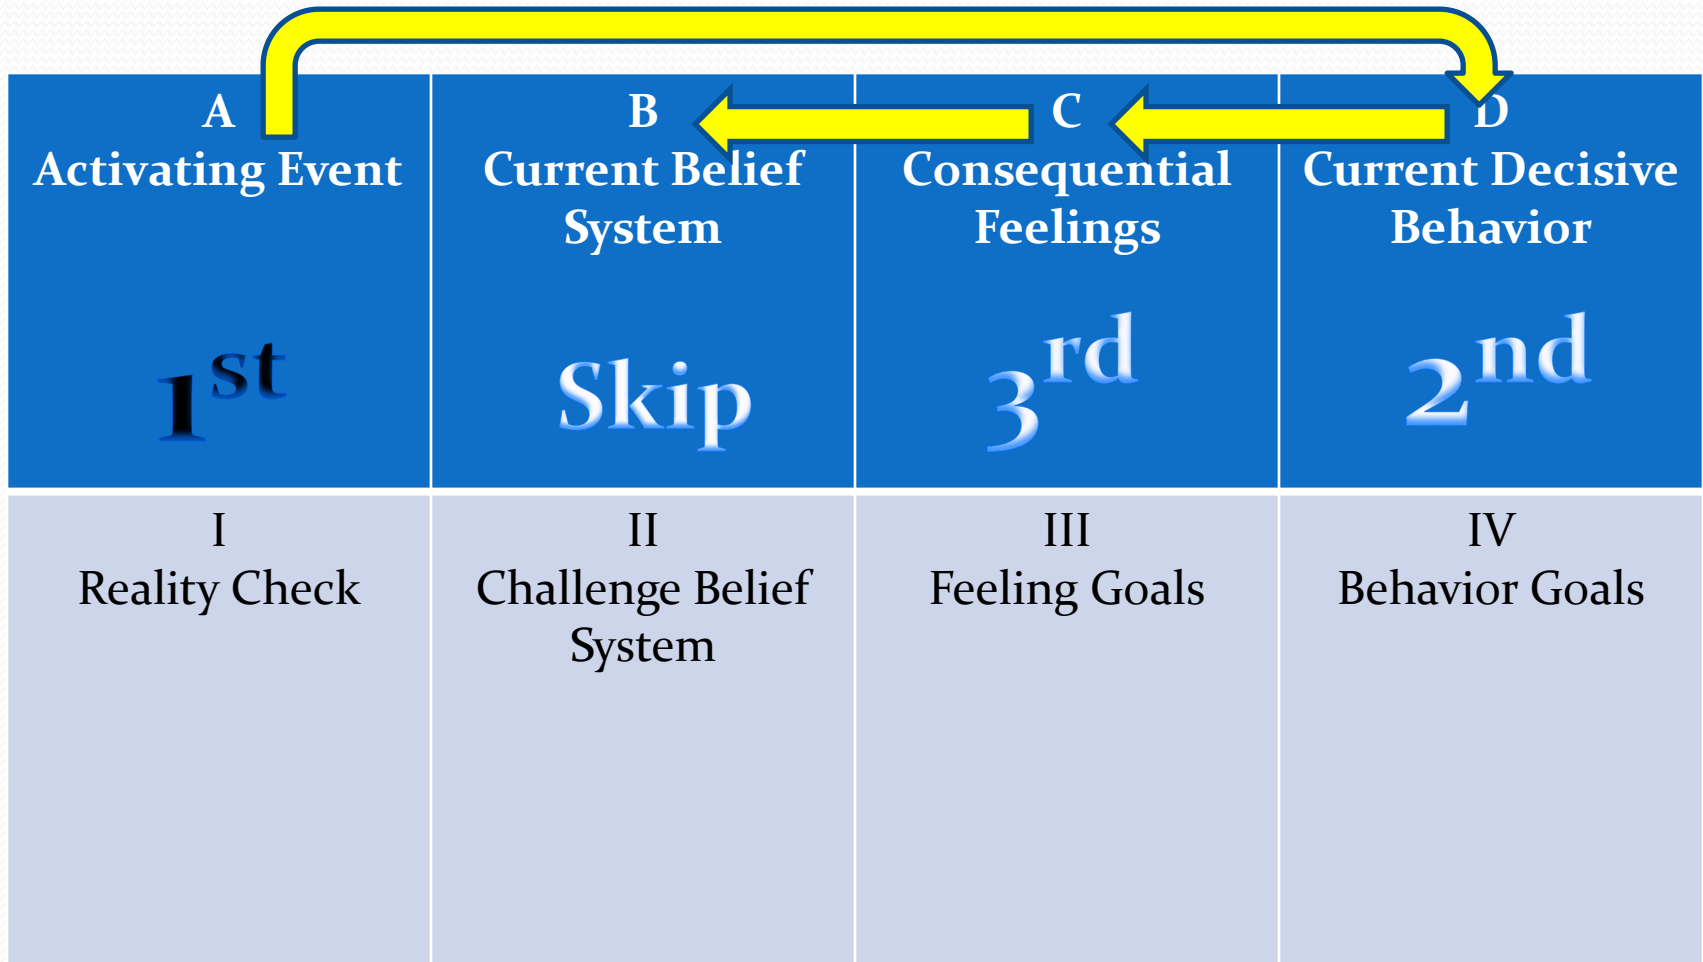 A
Activating Event
1st
B
Current Belief
System
Skip
C
Consequential
Feelings
3rd
D
Current Decisive
Behavior
2nd
I
Reality Check
II
Challenge Belief
System
III
Feeling Goals
IV
Behavior Goals